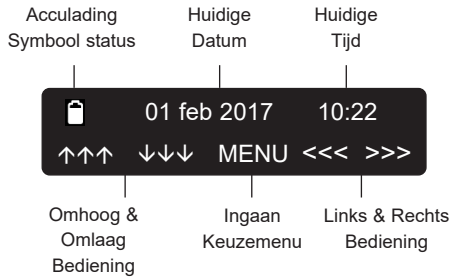 Acculading
Symbool status
Huidige
Datum
Huidige
Tijd
01 feb 2017 10:22
↑↑↑ ↓↓↓ MENU <<< >>>
Omhoog &
Omlaag
Bediening
Ingaan
Keuzemenu
Links & Rechts
Bediening